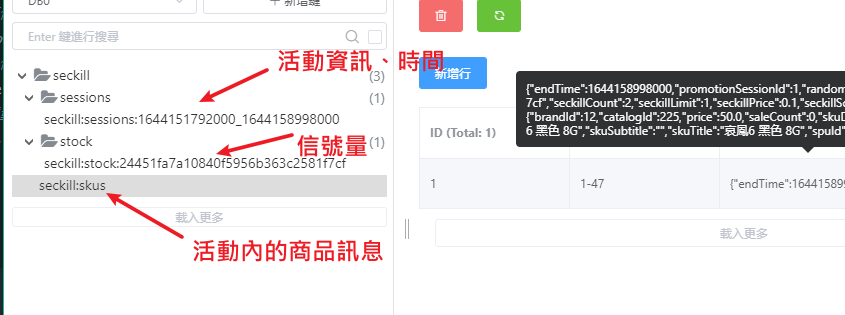 DB0
+ 新增鍵
Enter 鍵進行搜尋
seckill
(3)
sessions
(1)
seckill:sessions:1644151792000_1644158998000
stock
(1)
seckill:stock:24451fa7a10840f5956b363c2581f7cf
seckill:skus
載入更多
活動資訊、時間
信號量
活動內的商品訊息
新增行
{"endTime":1644158998000,"promotionSessionId":1,"random
7cf","seckillCount":2,"seckillLimit":1,"seckillPrice":0.1,"seckillSc
{"brandId":12,"catalogId":225,"price":50.0,"saleCount":0,"skuD
6 黑色 8G","skuSubtitle":"","skuTitle":"哀鳳6 黑色 8G","spuId
ID (Total: 1)
1
1-47
{"endTime":164415899
載入更多